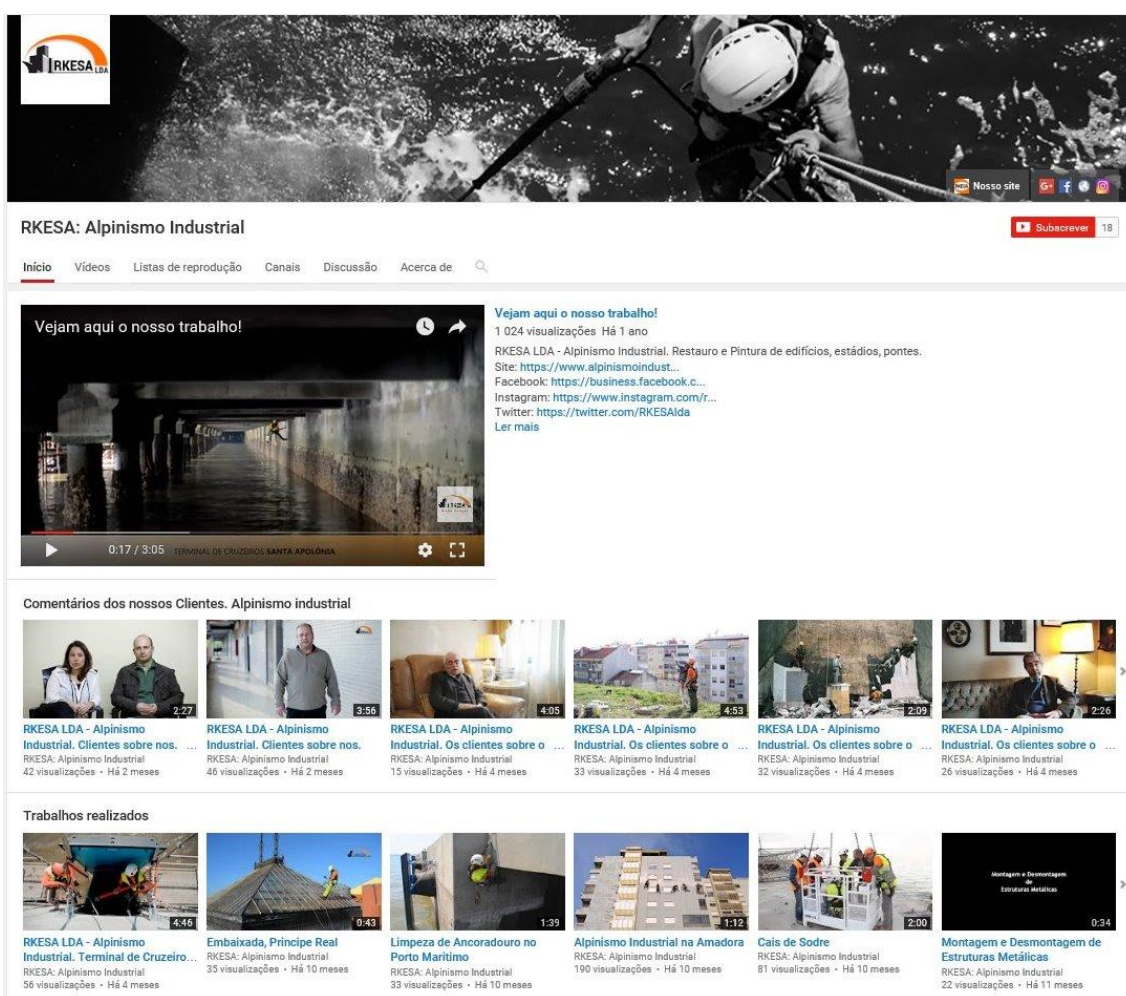 RKESA LDA
Nosso site
RKESA: Alpinismo Industrial
Subscrever 18
Início Vídeos Listas de reprodução Canais Discussão Acerca de
Vejam aqui o nosso trabalho!
0:17 / 3:05 TERMINAL DE CRUZEIROS SANTA APOLÓNIA
Vejam aqui o nosso trabalho!
1 024 visualizações Há 1 ano
RKESA LDA - Alpinismo Industrial. Restauro e Pintura de edifícios, estádios, pontes.
Site: https://www.alpinismoindust...
Facebook: https://business.facebook.c...
Instagram: https://www.instagram.com/r...
Twitter: https://twitter.com/RKESAlda
Ler mais
Comentários dos nossos Clientes. Alpinismo industrial
2:27
RKESA LDA - Alpinismo
Industrial. Clientes sobre nos. ...
RKESA: Alpinismo Industrial
42 visualizações • Há 2 meses
3:56
RKESA LDA - Alpinismo
Industrial. Clientes sobre nos.
RKESA: Alpinismo Industrial
46 visualizações • Há 2 meses
4:05
RKESA LDA - Alpinismo
Industrial. Os clientes sobre o ...
RKESA: Alpinismo Industrial
15 visualizações • Há 4 meses
4:53
RKESA LDA - Alpinismo
Industrial. Os clientes sobre o ...
RKESA: Alpinismo Industrial
33 visualizações • Há 4 meses
2:09
RKESA LDA - Alpinismo
Industrial. Os clientes sobre o ...
RKESA: Alpinismo Industrial
32 visualizações • Há 4 meses
2:26
RKESA LDA - Alpinismo
Industrial. Os clientes sobre o ...
RKESA: Alpinismo Industrial
26 visualizações • Há 4 meses
Trabalhos realizados
4:46
RKESA LDA - Alpinismo
Industrial. Terminal de Cruzeiro...
RKESA: Alpinismo Industrial
56 visualizações • Há 4 meses
0:43
Embaixada, Principe Real
RKESA: Alpinismo Industrial
35 visualizações • Há 10 meses
1:39
Limpeza de Ancoradouro no
Porto Maritimo
RKESA: Alpinismo Industrial
33 visualizações • Há 10 meses
1:12
Alpinismo Industrial na Amadora
RKESA: Alpinismo Industrial
190 visualizações • Há 10 meses
2:00
Cais de Sodre
RKESA: Alpinismo Industrial
81 visualizações • Há 10 meses
Montagem e Desmontagem
de
Estruturas Metálicas
0:34
Montagem e Desmontagem de
Estruturas Metálicas
RKESA: Alpinismo Industrial
22 visualizações • Há 11 meses